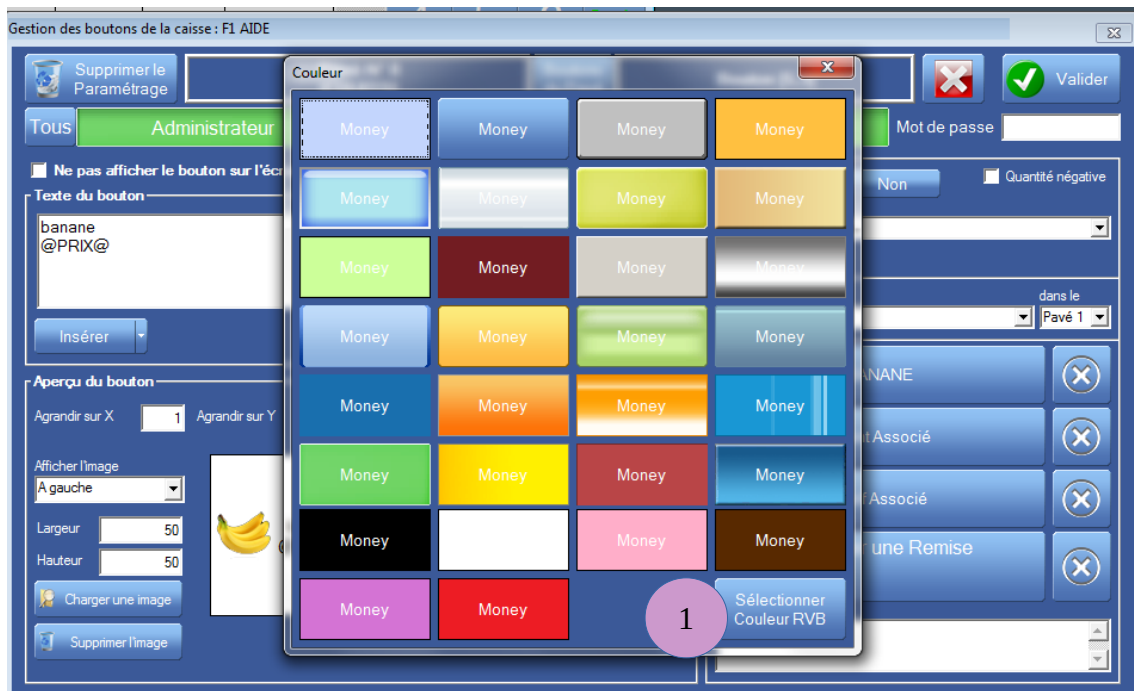 Gestion des boutons de la caisse : F1 AIDE
Supprimer le
Paramétrage
Valider
Tous
Administrateur
Mot de passe
Ne pas afficher le bouton sur l'écr
Non
Quantité négative
Texte du bouton
banane
@PRIX@
dans le
Pavé 1
Insérer
Aperçu du bouton
Agrandir sur X
1
Agrandir sur Y
Afficher l'image
A gauche
Largeur
50
Hauteur
50
Charger une image
Supprimer l'image
ANANE
t Associé
f Associé
r une Remise
Couleur
Money Money Money Money
Money Money Money Money
Money Money Money Money
Money Money Money Money
Money Money Money Money
Money Money Money Money
Money Money Money
Money Money
1
Sélectionner
Couleur RVB